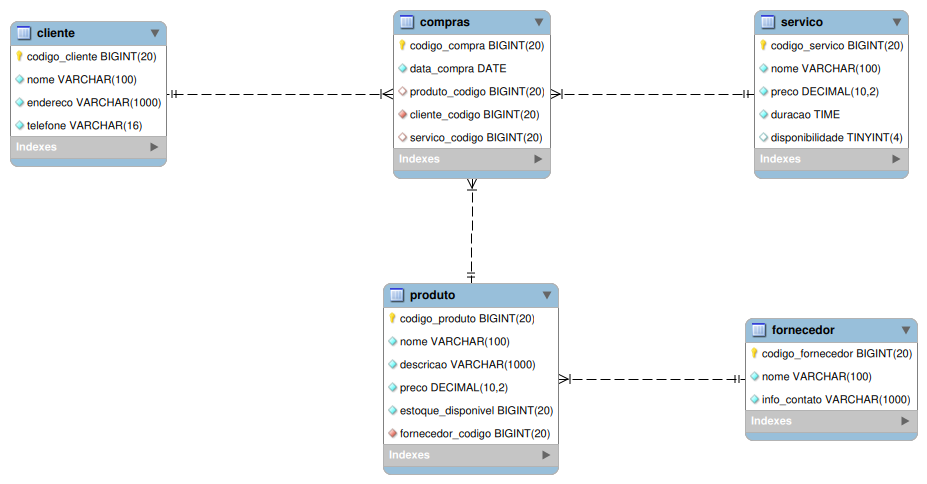 cliente
codigo_cliente BIGINT(20)
nome VARCHAR(100)
endereco VARCHAR(1000)
telefone VARCHAR(16)
Indexes
compras
codigo_compra BIGINT(20)
data_compra DATE
produto_codigo BIGINT(20)
cliente_codigo BIGINT(20)
servico_codigo BIGINT(20)
Indexes
servico
codigo_servico BIGINT(20)
nome VARCHAR(100)
preco DECIMAL(10,2)
duracao TIME
disponibilidade TINYINT(4)
Indexes
produto
codigo_produto BIGINT(20)
nome VARCHAR(100)
descricao VARCHAR(1000)
preco DECIMAL(10,2)
estoque_disponivel BIGINT(20)
fornecedor_codigo BIGINT(20)
Indexes
fornecedor
codigo_fornecedor BIGINT(20)
nome VARCHAR(100)
info_contato VARCHAR(1000)
Indexes